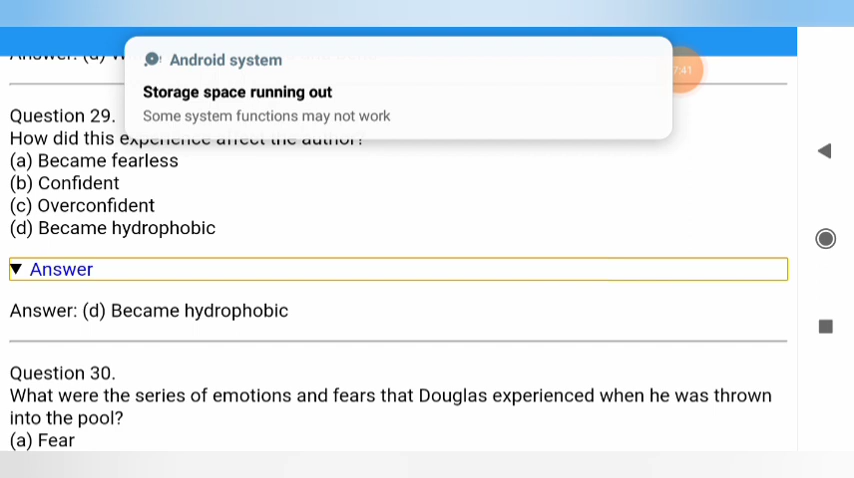 Android system
7:41
Storage space running out
Some system functions may not work
Question 29.
How did this experience affect the author?
(a) Became fearless
(b) Confident
(c) Overconfident
(d) Became hydrophobic
▼ Answer
Answer: (d) Became hydrophobic
Question 30.
What were the series of emotions and fears that Douglas experienced when he was thrown
into the pool?
(a) Fear